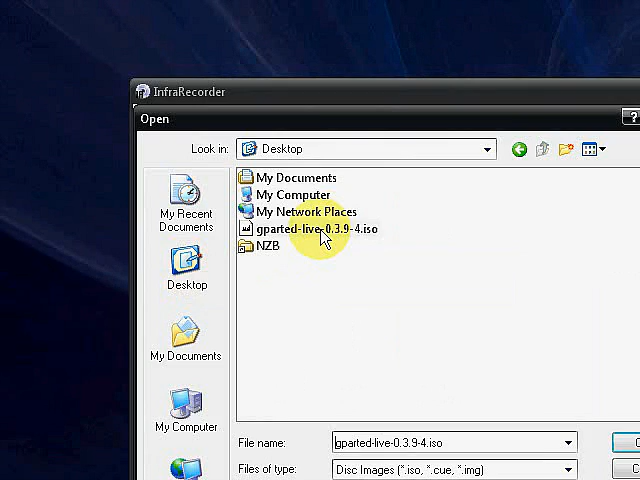 InfraRecorder
Open
?
Look in:
Desktop
My Documents
My Computer
My Network Places
gparted-live-0.3.9-4.iso
NZB
My Recent
Documents
Desktop
My Documents
My Computer
File name:
gparted-live-0.3.9-4.iso
Files of type:
Disc Images (*.iso, *.cue, *.img)